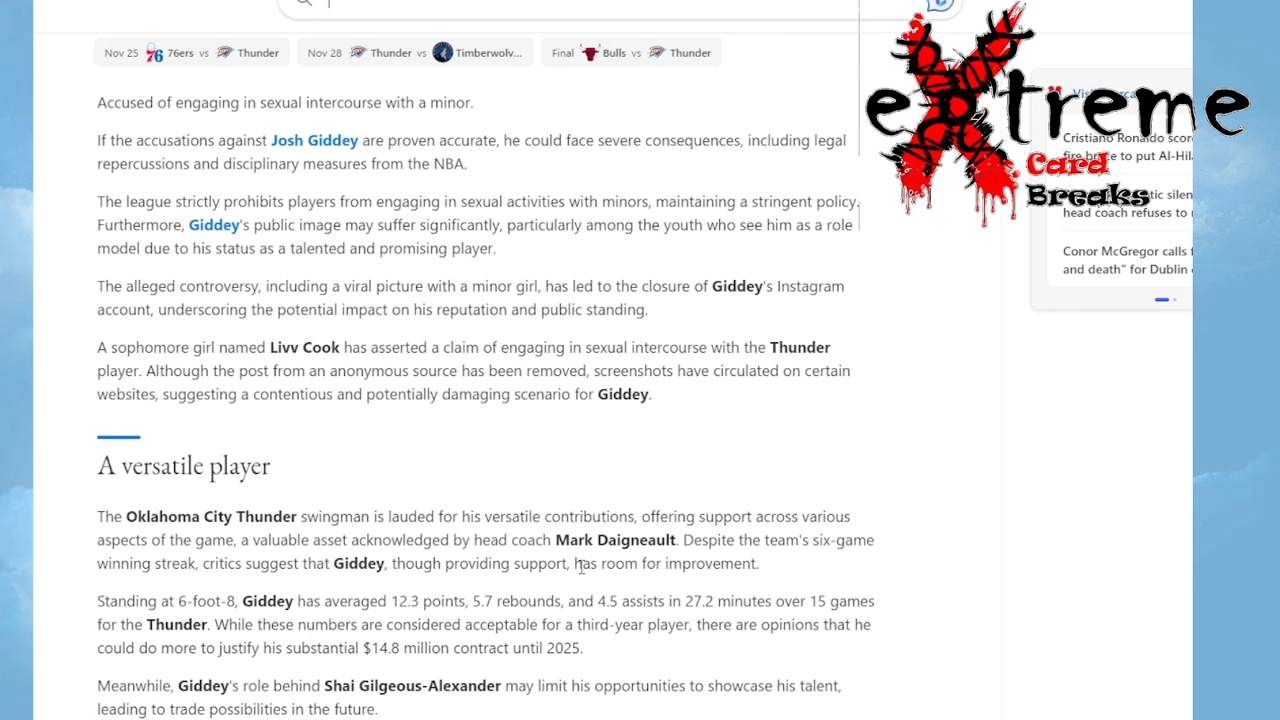 Nov 25 76 76ers vs Thunder
Nov 28 Thunder vs Timberwolv...
Final Bulls vs Thunder
Accused of engaging in sexual intercourse with a minor.
If the accusations against Josh Giddey are proven accurate, he could face severe consequences, including legal
repercussions and disciplinary measures from the NBA.
The league strictly prohibits players from engaging in sexual activities with minors, maintaining a stringent policy.
Furthermore, Giddey's public image may suffer significantly, particularly among the youth who see him as a role
model due to his status as a talented and promising player.
The alleged controversy, including a viral picture with a minor girl, has led to the closure of Giddey's Instagram
account, underscoring the potential impact on his reputation and public standing.
A sophomore girl named Livv Cook has asserted a claim of engaging in sexual intercourse with the Thunder
player. Although the post from an anonymous source has been removed, screenshots have circulated on certain
websites, suggesting a contentious and potentially damaging scenario for Giddey.
A versatile player
The Oklahoma City Thunder swingman is lauded for his versatile contributions, offering support across various
aspects of the game, a valuable asset acknowledged by head coach Mark Daigneault. Despite the team's six-game
winning streak, critics suggest that Giddey, though providing support, has room for improvement.
Standing at 6-foot-8, Giddey has averaged 12.3 points, 5.7 rebounds, and 4.5 assists in 27.2 minutes over 15 games
for the Thunder. While these numbers are considered acceptable for a third-year player, there are opinions that he
could do more to justify his substantial $14.8 million contract until 2025.
Meanwhile, Giddey's role behind Shai Gilgeous-Alexander may limit his opportunities to showcase his talent,
leading to trade possibilities in the future.
eXtreme
Card
Breaks
Cristiano Ronaldo
to put Al-Hil
head coach refuses to
Conor McGregor calls
and death" for Dublin